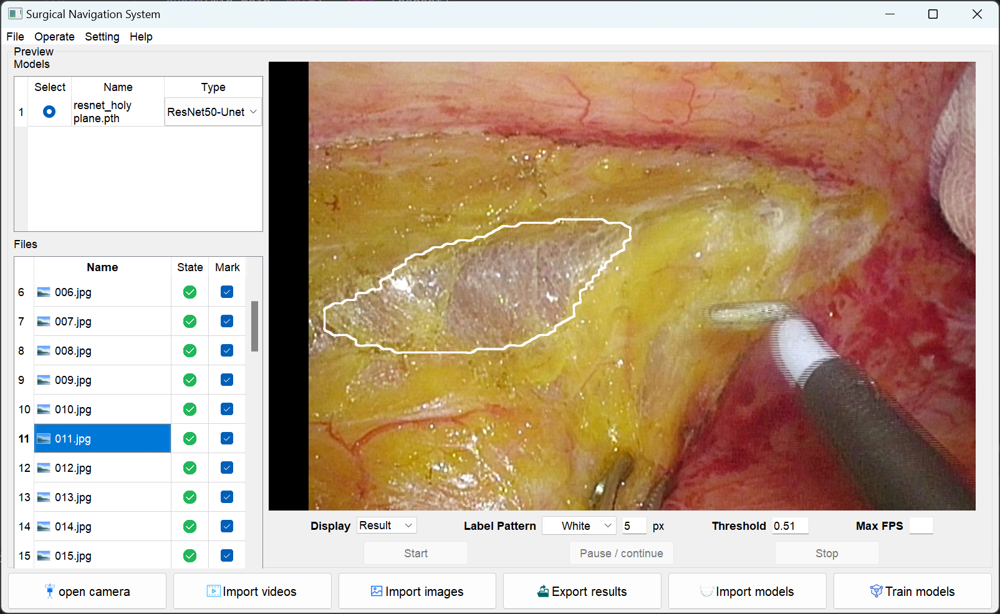 Surgical Navigation System
File Operate Setting Help
Preview
Models
Select Name Type
1 resnet_holy plane.pth ResNet50-Unet
Files
Name State Mark
6 006.jpg
7 007.jpg
8 008.jpg
9 009.jpg
10 010.jpg
11 011.jpg
12 012.jpg
13 013.jpg
14 014.jpg
15 015.jpg
Display Result Label Pattern White 5 px Threshold 0.51 Max FPS
Start Pause / continue Stop
open camera Import videos Import images Export results Import models Train models